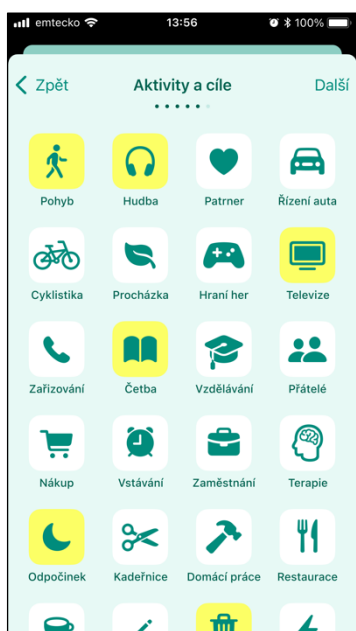 emtecko 13:56 100%
Zpět Aktivity a cíle Další
Pohyb Hudba Patrner Řízení auta
Cyklistika Procházka Hraní her Televize
Zařizování Četba Vzdělávání Přátelé
Nákup Vstávání Zaměstnání Terapie
Odpočinek Kadeřnice Domácí práce Restaurace